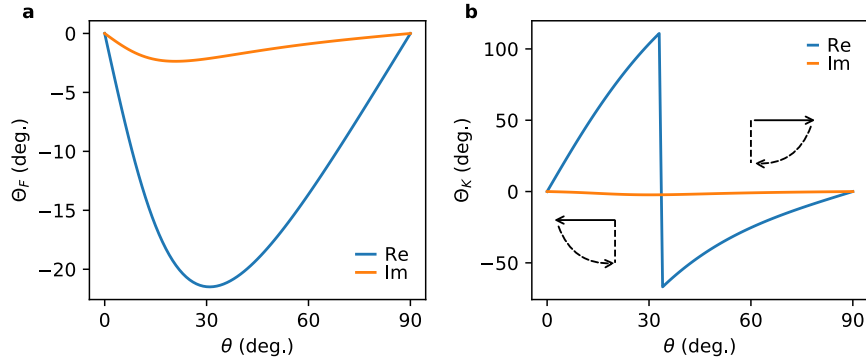 a
0
−5
−10
−15
−20
Θ_F (deg.)
Re
Im
0
30
60
90
θ (deg.)
b
100
50
0
−50
Θ_K (deg.)
Re
Im
0
30
60
90
θ (deg.)